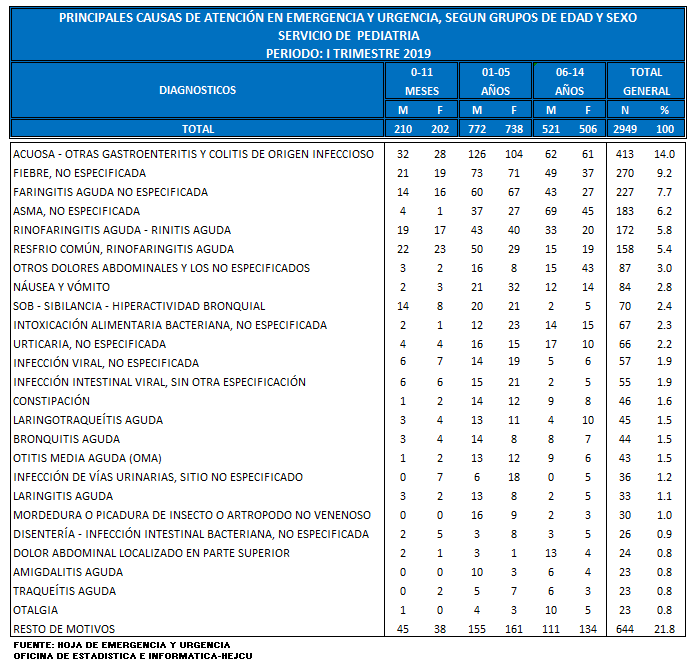 PRINCIPALES CAUSAS DE ATENCIÓN EN EMERGENCIA Y URGENCIA, SEGUN GRUPOS DE EDAD Y SEXO
SERVICIO DE PEDIATRIA
PERIODO: I TRIMESTRE 2019
DIAGNOSTICOS 0-11 MESES 01-05 AÑOS 06-14 AÑOS TOTAL GENERAL
M F M F M F N %
TOTAL 210 202 772 738 521 506 2949 100
ACUOSA - OTRAS GASTROENTERITIS Y COLITIS DE ORIGEN INFECCIOSO 32 28 126 104 62 61 413 14.0
FIEBRE, NO ESPECIFICADA 21 19 73 71 49 37 270 9.2
FARINGITIS AGUDA NO ESPECIFICADA 14 16 60 67 43 27 227 7.7
ASMA, NO ESPECIFICADA 4 1 37 27 69 45 183 6.2
RINOFARINGITIS AGUDA - RINITIS AGUDA 19 17 43 40 33 20 172 5.8
RESFRIO COMÚN, RINOFARINGITIS AGUDA 22 23 50 29 15 19 158 5.4
OTROS DOLORES ABDOMINALES Y LOS NO ESPECIFICADOS 3 2 16 8 15 43 87 3.0
NÁUSEA Y VÓMITO 2 3 21 32 12 14 84 2.8
SOB - SIBILANCIA - HIPERACTIVIDAD BRONQUIAL 14 8 20 21 2 5 70 2.4
INTOXICACIÓN ALIMENTARIA BACTERIANA, NO ESPECIFICADA 2 1 12 23 14 15 67 2.3
URTICARIA, NO ESPECIFICADA 4 4 16 15 17 10 66 2.2
INFECCIÓN VIRAL, NO ESPECIFICADA 6 7 14 19 5 6 57 1.9
INFECCIÓN INTESTINAL VIRAL, SIN OTRA ESPECIFICACIÓN 6 6 15 21 2 5 55 1.9
CONSTIPACIÓN 1 2 14 12 9 8 46 1.6
LARINGOTRAQUEÍTIS AGUDA 3 4 13 11 4 10 45 1.5
BRONQUITIS AGUDA 3 4 14 8 8 7 44 1.5
OTITIS MEDIA AGUDA (OMA) 1 2 13 12 9 6 43 1.5
INFECCIÓN DE VÍAS URINARIAS, SITIO NO ESPECIFICADO 0 7 6 18 0 5 36 1.2
LARINGITIS AGUDA 3 2 13 8 2 5 33 1.1
MORDEDURA O PICADURA DE INSECTO O ARTROPODO NO VENENOSO 0 0 16 9 2 3 30 1.0
DISENTERÍA - INFECCIÓN INTESTINAL BACTERIANA, NO ESPECIFICADA 2 5 3 8 3 5 26 0.9
DOLOR ABDOMINAL LOCALIZADO EN PARTE SUPERIOR 2 1 3 1 13 4 24 0.8
AMIGDALITIS AGUDA 0 0 10 3 6 4 23 0.8
TRAQUEÍTIS AGUDA 0 2 5 7 6 3 23 0.8
OTALGIA 1 0 4 3 10 5 23 0.8
RESTO DE MOTIVOS 45 38 155 161 111 134 644 21.8
FUENTE: HOJA DE EMERGENCIA Y URGENCIA
OFICINA DE ESTADISTICA E INFORMATICA-HEJCU